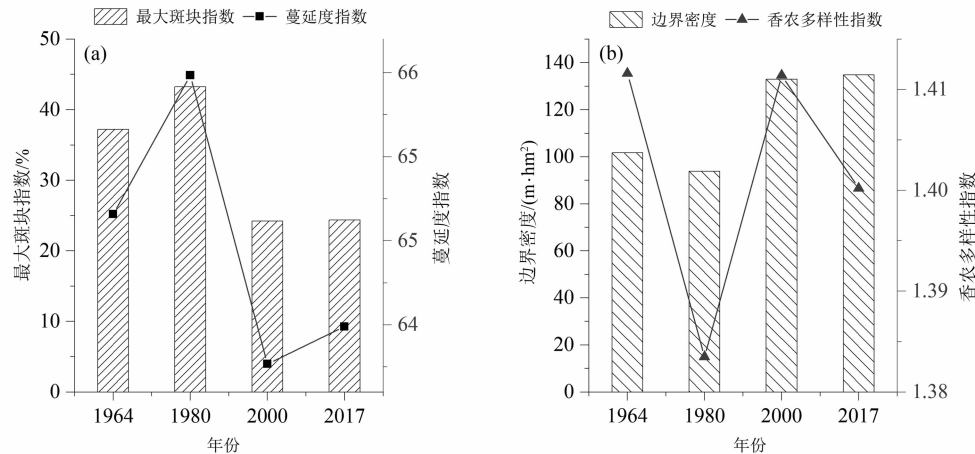 最大斑块指数 蔓延度指数
(a)
50
40
30
20
10
0
最大斑块指数/%
66
65
65
64
蔓延度指数
1964 1980 2000 2017
年份
边界密度 香农多样性指数
(b)
140
120
100
80
60
40
20
0
边界密度/(m·hm²)
1.41
1.40
1.39
1.38
香农多样性指数
1964 1980 2000 2017
年份